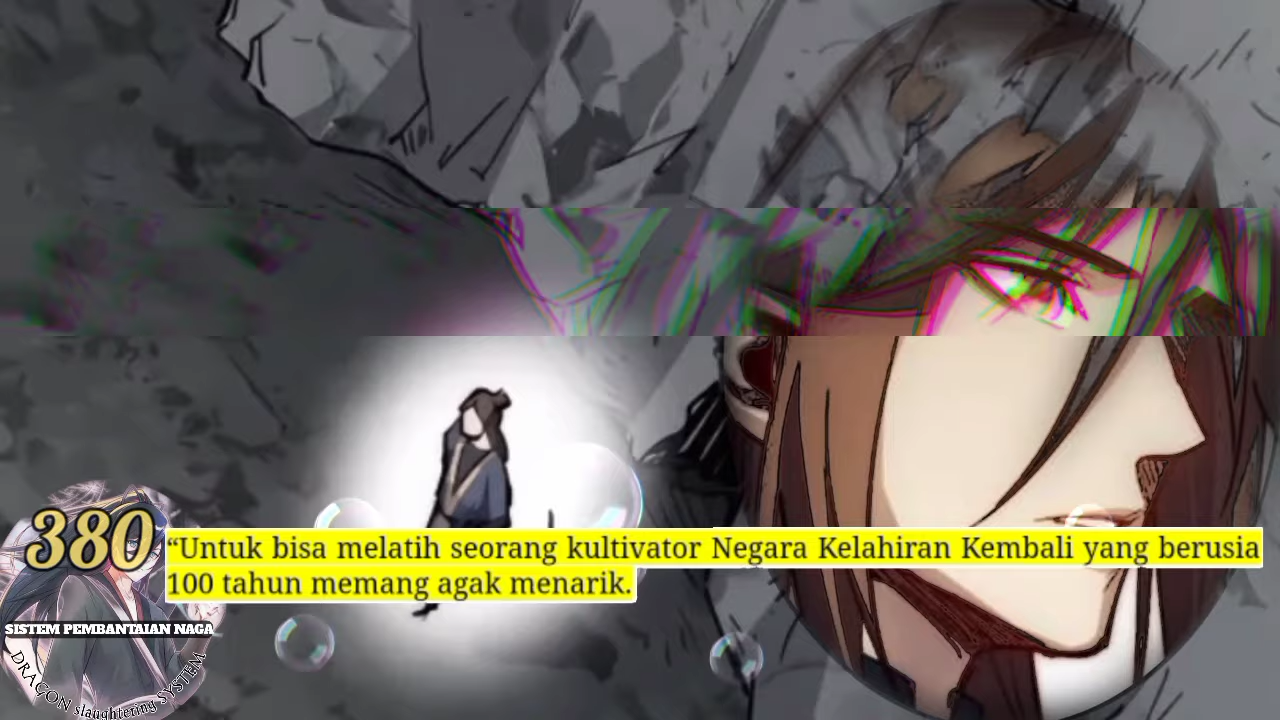 380
“Untuk bisa melatih seorang kultivator Negara Kelahiran Kembali yang berusia
100 tahun memang agak menarik.
SISTEM PEMBANTAIAN NAGA
DRAGON slaughtering SYSTEM